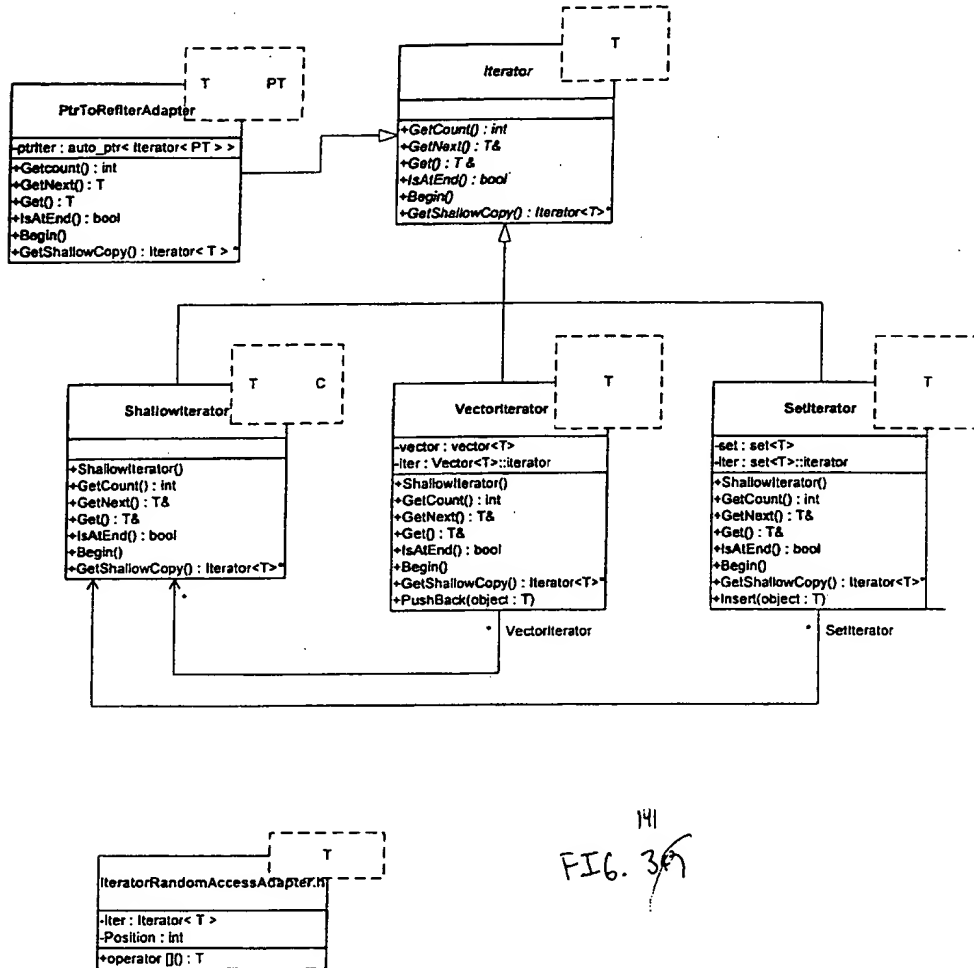 T
Iterator
+GetCount() : int
+GetNext() : T&
+Get() : T &
+IsAtEnd() : bool
+Begin()
+GetShallowCopy() : Iterator<T>*
T PT
PtrToRefIterAdapter
-ptrIter : auto_ptr< Iterator< PT > >
+Getcount() : int
+GetNext() : T
+Get() : T
+IsAtEnd() : bool
+Begin()
+GetShallowCopy() : Iterator< T > *
T C
ShallowIterator
+ShallowIterator()
+GetCount() : int
+GetNext() : T&
+Get() : T&
+IsAtEnd() : bool
+Begin()
+GetShallowCopy() : Iterator<T>*
*
T
VectorIterator
-vector : vector<T>
-iter : Vector<T>::iterator
+ShallowIterator()
+GetCount() : int
+GetNext() : T&
+Get() : T&
+IsAtEnd() : bool
+Begin()
+GetShallowCopy() : Iterator<T>*
+PushBack(object : T)
* VectorIterator
T
SetIterator
-set : set<T>
-iter : set<T>::iterator
+ShallowIterator()
+GetCount() : int
+GetNext() : T&
+Get() : T&
+IsAtEnd() : bool
+Begin()
+GetShallowCopy() : Iterator<T>*
+Insert(object : T)
* SetIterator
T
IteratorRandomAccessAdapter.h
-Iter : Iterator< T >
-Position : int
+operator []() : T
141
FIG.